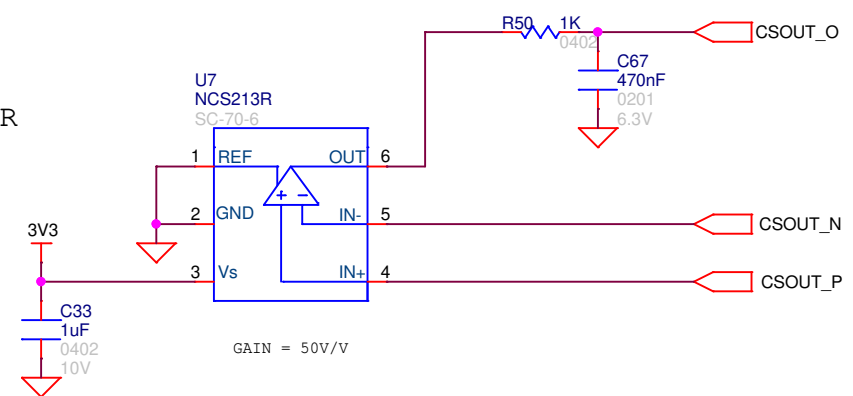 R50 1K
0402
CSOUT_O
C67
470nF
0201
6.3V
U7
NCS213R
SC-70-6
R
1 REF OUT 6
2 GND IN- 5
CSOUT_N
3V3
3 Vs IN+ 4
CSOUT_P
+ −
C33
1uF
0402
10V
GAIN = 50V/V